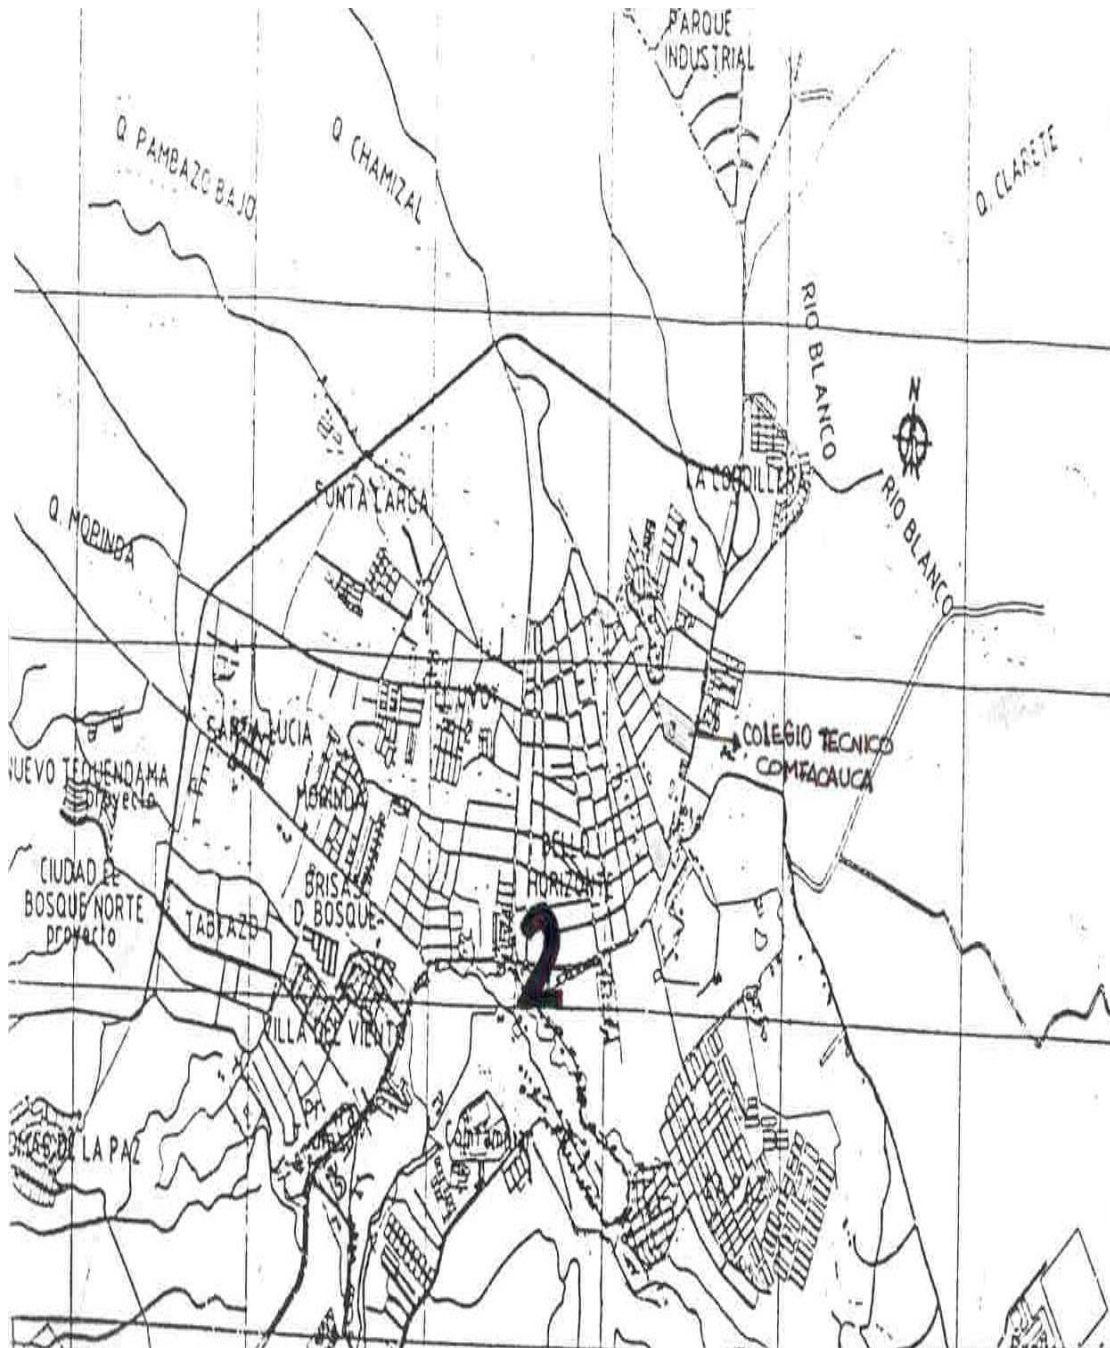 PARQUE
INDUSTRIAL
Q PAMBAZO BAJO
Q CHAMIZAL
Q. CLARETE
RIO BLANCO
N
LA CORDILLERA
RIO BLANCO
PUNTA LARGA
Q. MORINDA
SANTA LUCIA
COLEGIO TECNICO
COMFACAUCA
NUEVO TEQUENDAMA
proyecto
MORINDA
BELLO
HORIZONTE
CIUDAD EL
BOSQUE NORTE
proyecto
BRISAS
D. BOSQUE
TABLAZO
2
VILLA DEL VIENTO
LOMAS DE LA PAZ